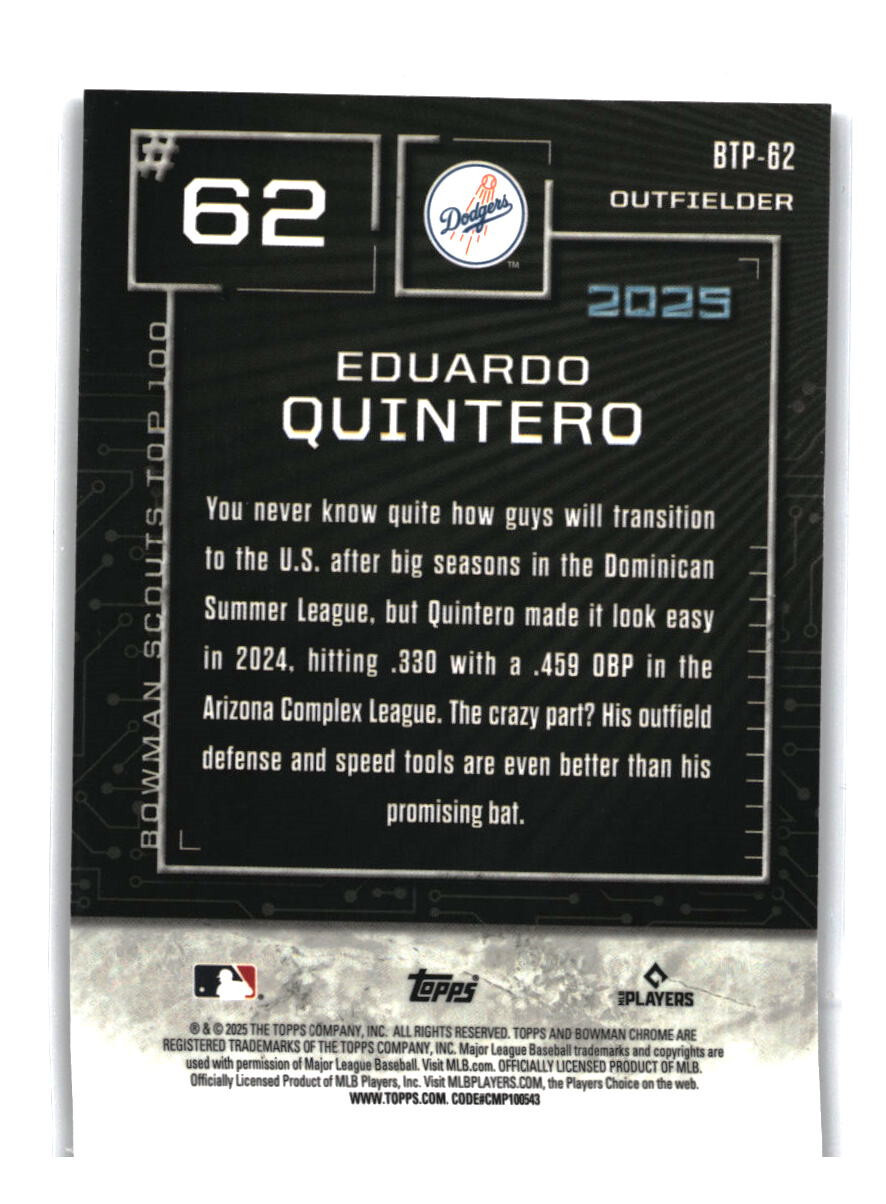 #
62
Dodgers
TM
BTP-62
OUTFIELDER
2025
BOWMAN SCOUTS TOP 100
EDUARDO
QUINTERO
You never know quite how guys will transition
to the U.S. after big seasons in the Dominican
Summer League, but Quintero made it look easy
in 2024, hitting .330 with a .459 OBP in the
Arizona Complex League. The crazy part? His outfield
defense and speed tools are even better than his
promising bat.
topps®
MLB PLAYERS
® & © 2025 THE TOPPS COMPANY, INC. ALL RIGHTS RESERVED. TOPPS AND BOWMAN CHROME ARE
REGISTERED TRADEMARKS OF THE TOPPS COMPANY, INC. Major League Baseball trademarks and copyrights are
used with permission of Major League Baseball. Visit MLB.com. OFFICIALLY LICENSED PRODUCT OF MLB.
Officially Licensed Product of MLB Players, Inc. Visit MLBPLAYERS.COM, the Players Choice on the web.
WWW.TOPPS.COM. CODE#CMP100543